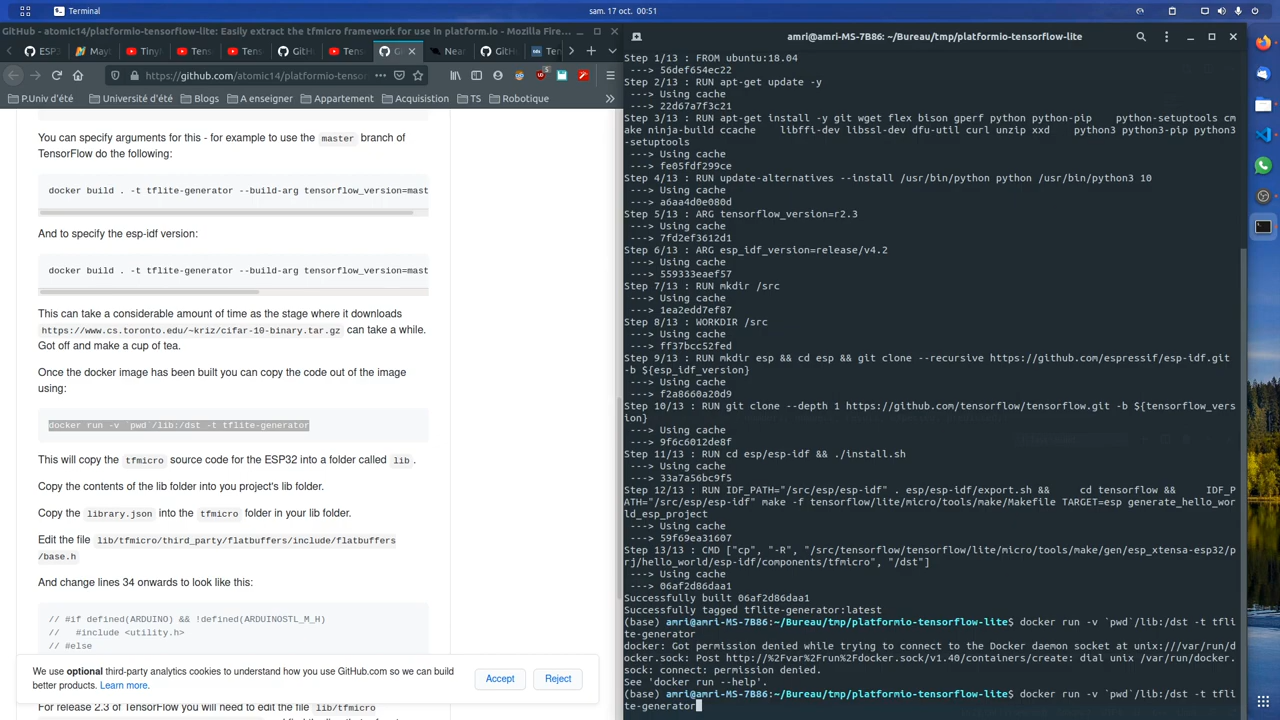 Terminal
sam. 17 oct. 00:51
GitHub - atomic14/platformio-tensorflow-lite: Easily extract the tfmicro framework for use in platform.io - Mozilla Fire...
ESP3
Mayt
Tiny
Tens
Tens
GitH
Tens
Gi
Near
GitH
Tens
https://github.com/atomic14/platformio-tensor
P.Univ d'été
Université d'été
Blogs
A enseigner
Appartement
Acquisition
TS
Robotique
You can specify arguments for this - for example to use the master branch of
TensorFlow do the following:
docker build . -t tflite-generator --build-arg tensorflow_version=mast
And to specify the esp-idf version:
docker build . -t tflite-generator --build-arg tensorflow_version=mast
This can take a considerable amount of time as the stage where it downloads
https://www.cs.toronto.edu/~kriz/cifar-10-binary.tar.gz can take a while.
Got off and make a cup of tea.
Once the docker image has been built you can copy the code out of the image
using:
docker run -v `pwd`/lib:/dst -t tflite-generator
This will copy the tfmicro source code for the ESP32 into a folder called lib .
Copy the contents of the lib folder into you project's lib folder.
Copy the library.json into the tfmicro folder in your lib folder.
Edit the file lib/tfmicro/third_party/flatbuffers/include/flatbuffers
/base.h
And change lines 34 onwards to look like this:
// #if defined(ARDUINO) && !defined(ARDUINOSTL_M_H)
//   #include <utility.h>
// #else
We use optional third-party analytics cookies to understand how you use GitHub.com so we can build
better products. Learn more.
Accept
Reject
For release 2.3 of TensorFlow you will need to edit the file lib/tfmicro
amri@amri-MS-7B86: ~/Bureau/tmp/platformio-tensorflow-lite
Step 1/13 : FROM ubuntu:18.04
---> 56def654ec22
Step 2/13 : RUN apt-get update -y
---> Using cache
---> 22d67a7f3c21
Step 3/13 : RUN apt-get install -y git wget flex bison gperf python python-pip    python-setuptools cm
ake ninja-build ccache    libffi-dev libssl-dev dfu-util curl unzip xxd    python3 python3-pip python3
-setuptools
---> Using cache
---> fe05fdf299ce
Step 4/13 : RUN update-alternatives --install /usr/bin/python python /usr/bin/python3 10
---> Using cache
---> a6aa4d0e080d
Step 5/13 : ARG tensorflow_version=r2.3
---> Using cache
---> 7fd2ef3612d1
Step 6/13 : ARG esp_idf_version=release/v4.2
---> Using cache
---> 559333eaef57
Step 7/13 : RUN mkdir /src
---> Using cache
---> 1ea2edd7ef87
Step 8/13 : WORKDIR /src
---> Using cache
---> ff37bcc52fed
Step 9/13 : RUN mkdir esp && cd esp && git clone --recursive https://github.com/espressif/esp-idf.git
-b ${esp_idf_version}
---> Using cache
---> f2a8660a20d9
Step 10/13 : RUN git clone --depth 1 https://github.com/tensorflow/tensorflow.git -b ${tensorflow_vers
ion}
---> Using cache
---> 9f6c6012de8f
Step 11/13 : RUN cd esp/esp-idf && ./install.sh
---> Using cache
---> 33a7a56bc9f5
Step 12/13 : RUN IDF_PATH="/src/esp/esp-idf" . esp/esp-idf/export.sh &&     cd tensorflow &&     IDF_P
ATH="/src/esp/esp-idf" make -f tensorflow/lite/micro/tools/make/Makefile TARGET=esp generate_hello_wor
ld_esp_project
---> Using cache
---> 59f69ea31607
Step 13/13 : CMD ["cp", "-R", "/src/tensorflow/tensorflow/lite/micro/tools/make/gen/esp_xtensa-esp32/p
rj/hello_world/esp-idf/components/tfmicro", "/dst"]
---> Using cache
---> 06af2d86daa1
Successfully built 06af2d86daa1
Successfully tagged tflite-generator:latest
(base) amri@amri-MS-7B86:~/Bureau/tmp/platformio-tensorflow-lite$ docker run -v `pwd`/lib:/dst -t tfli
te-generator
docker: Got permission denied while trying to connect to the Docker daemon socket at unix:///var/run/d
ocker.sock: Post http://%2Fvar%2Frun%2Fdocker.sock/v1.40/containers/create: dial unix /var/run/docker.
sock: connect: permission denied.
See 'docker run --help'.
(base) amri@amri-MS-7B86:~/Bureau/tmp/platformio-tensorflow-lite$ docker run -v `pwd`/lib:/dst -t tfli
te-generator